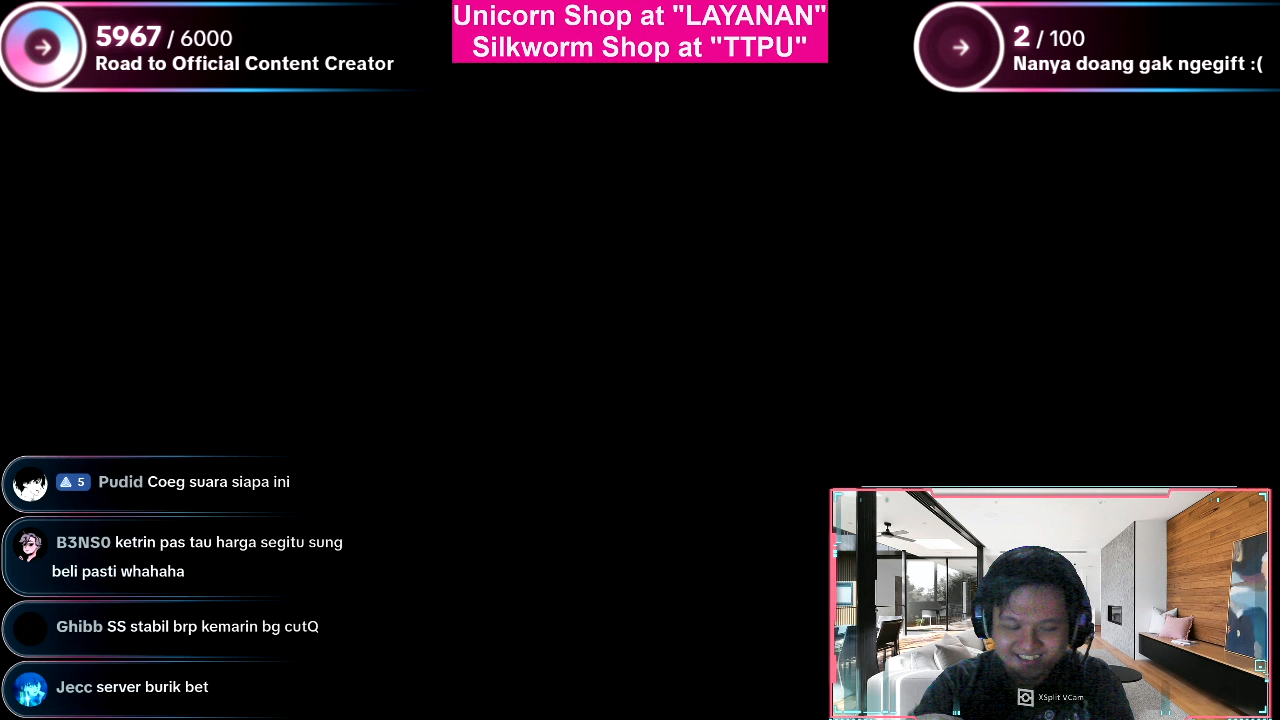 5967 / 6000
Road to Official Content Creator
Unicorn Shop at "LAYANAN"
Silkworm Shop at "TTPU"
2 / 100
Nanya doang gak ngegift :(
5 Pudid Coeg suara siapa ini
B3NS0 ketrin pas tau harga segitu sung
beli pasti whahaha
Ghibb SS stabil brp kemarin bg cutQ
Jecc server burik bet
XSplit VCam